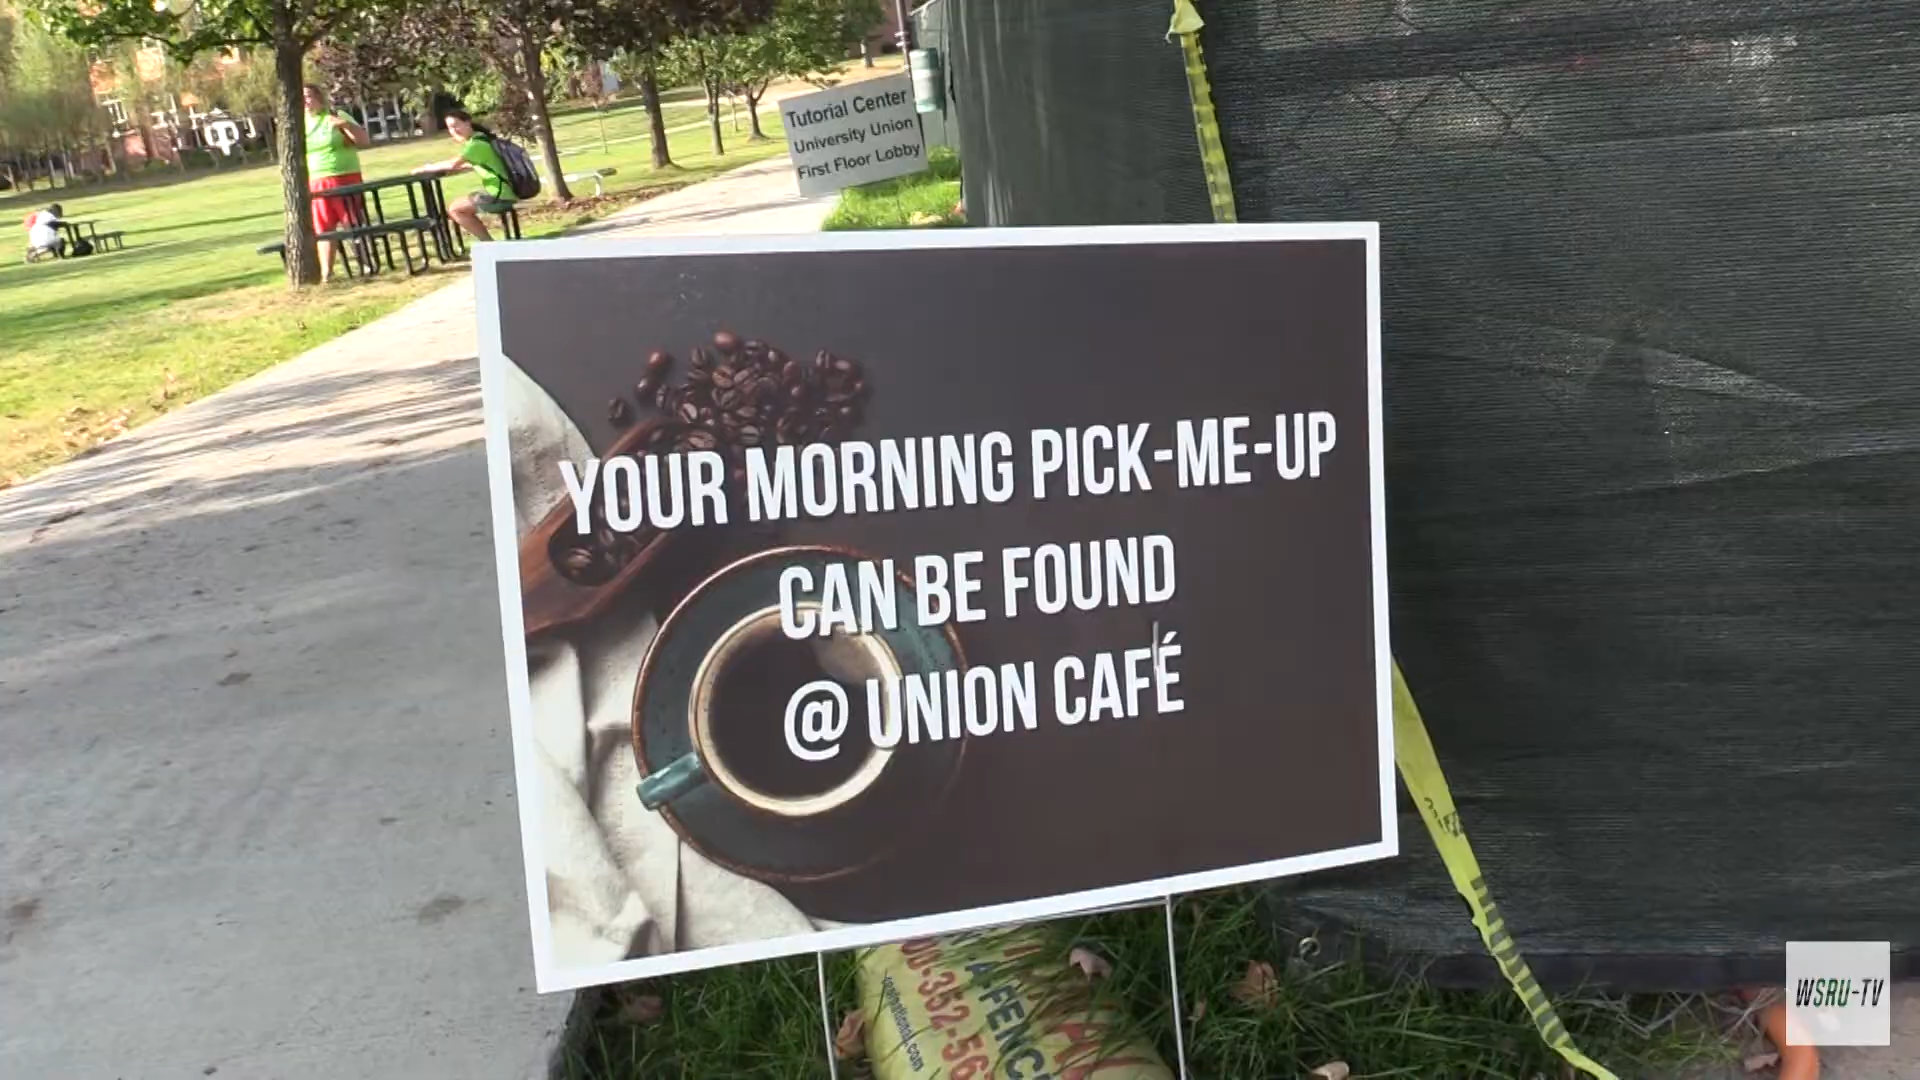 Tutorial Center
University Union
First Floor Lobby
YOUR MORNING PICK-ME-UP
CAN BE FOUND
@ UNION CAFÉ
WSRU-TV